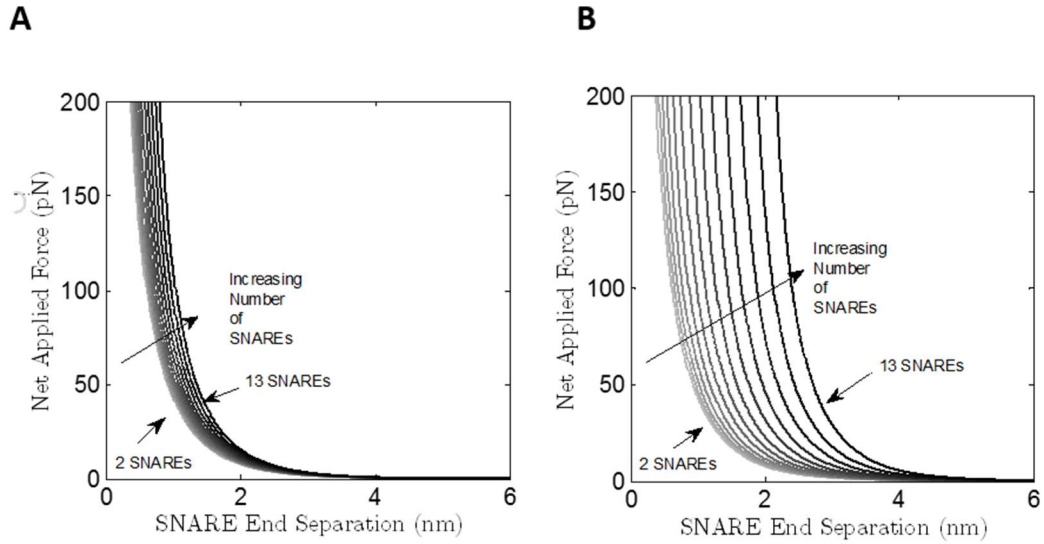 A
B
200
150
100
50
0
Net Applied Force (pN)
Increasing
Number
of
SNAREs
13 SNAREs
2 SNAREs
0
2
4
6
SNARE End Separation (nm)
200
150
100
50
0
Net Applied Force (pN)
Increasing
Number
of
SNAREs
13 SNAREs
2 SNAREs
0
2
4
6
SNARE End Separation (nm)